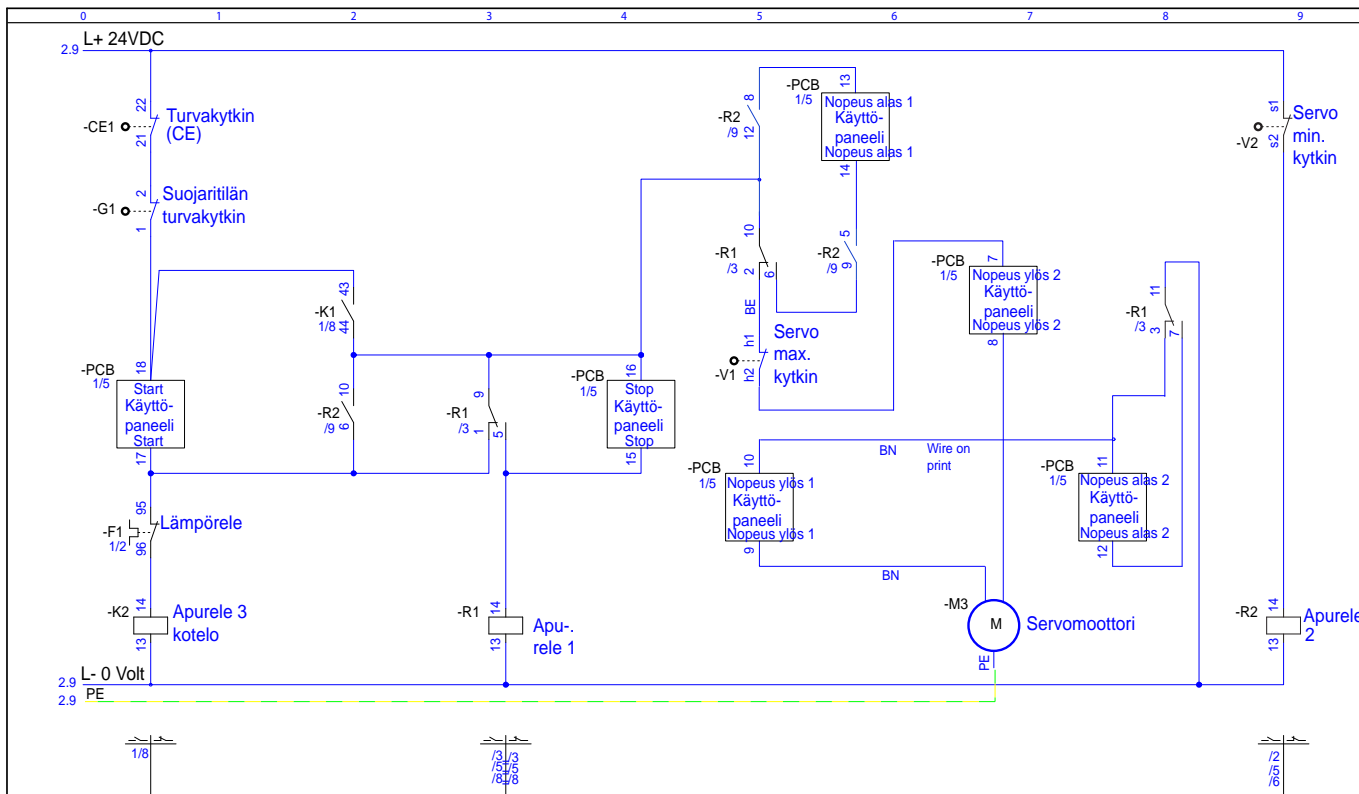 0 1 2 3 4 5 6 7 8 9
L+ 24VDC
2.9
22
-CE1
21
Turvakytkin
(CE)
2
-G1
1
Suojaritilän
turvakytkin
43
-K1
1/8
44
18
-PCB
1/5
Start
Käyttö-
paneeli
Start
17
10
-R2
/9
6
9
-R1
/3
1
5
16
-PCB
1/5
Stop
Käyttö-
paneeli
Stop
15
95
-F1
1/2
96
Lämpörele
14
-K2
13
Apurele 3
kotelo
14
-R1
13
Apu-.
rele 1
8
-R2
/9
12
13
-PCB
1/5
Nopeus alas 1
Käyttö-
paneeli
Nopeus alas 1
14
10
-R1
/3
2
6
5
-R2
/9
9
BE
h1
-V1
h2
Servo
max.
kytkin
7
-PCB
1/5
Nopeus ylös 2
Käyttö-
paneeli
Nopeus ylös 2
8
11
-R1
/3
3
7
BN
Wire on
print
10
-PCB
1/5
Nopeus ylös 1
Käyttö-
paneeli
Nopeus ylös 1
9
BN
11
-PCB
1/5
Nopeus alas 2
Käyttö-
paneeli
Nopeus alas 2
12
-M3
M
Servomoottori
PE
s1
-V2
s2
Servo
min.
kytkin
14
-R2
13
Apurele
2
L- 0 Volt
2.9
PE
2.9
1/8
/3 /3
/5 /5
/8 /8
/2
/5
/6